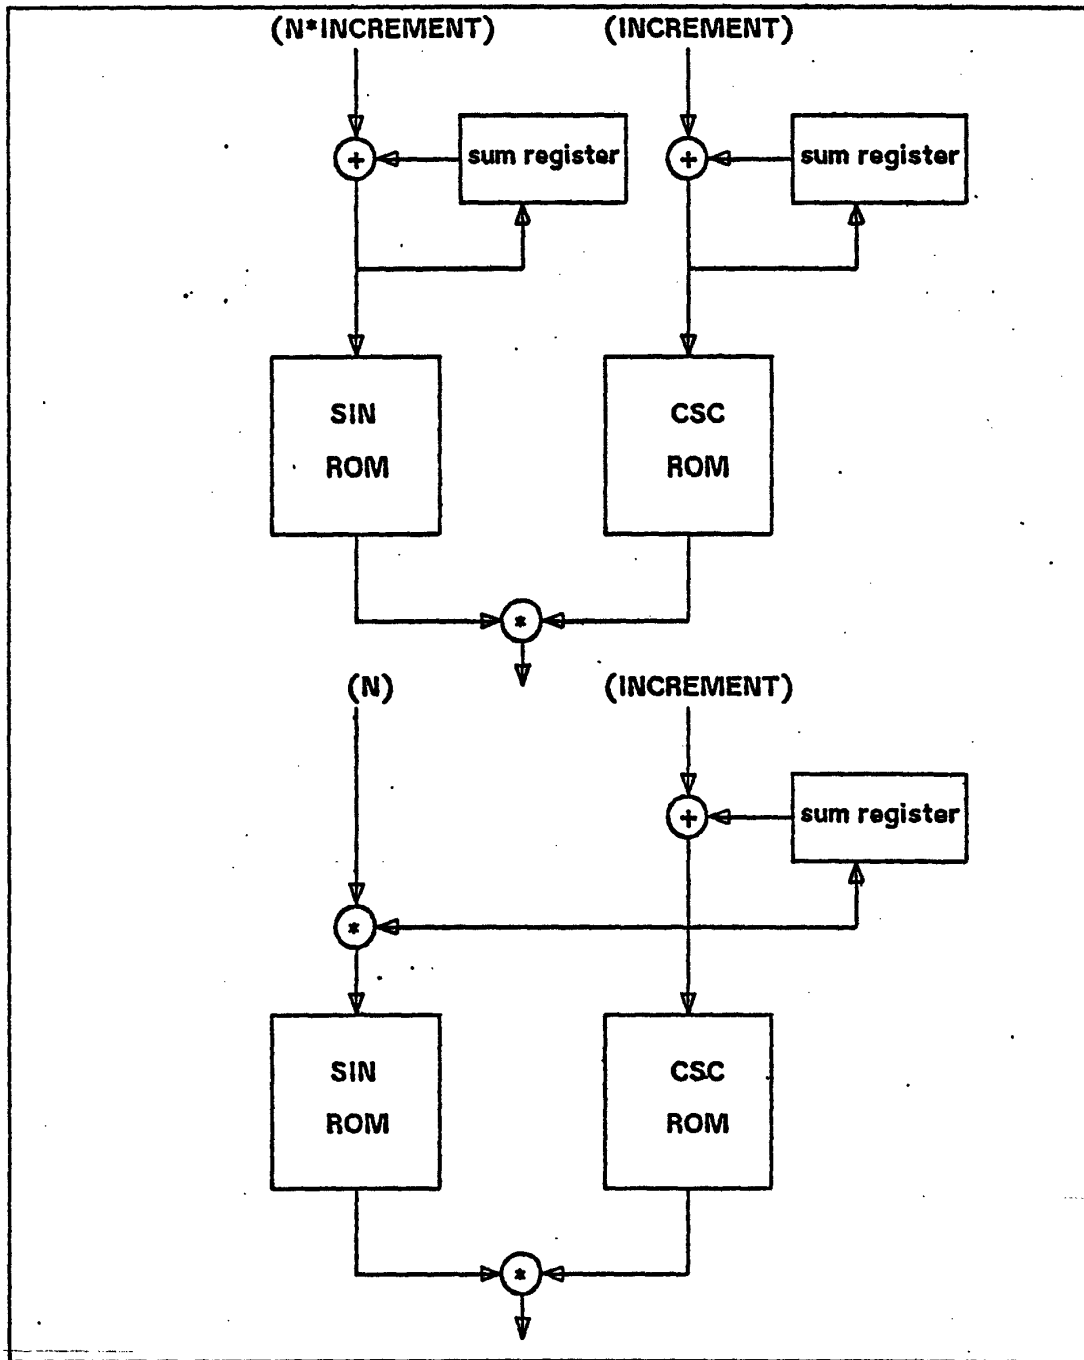 (N*INCREMENT) (INCREMENT)
+ sum register + sum register
SIN CSC
ROM ROM
*
(N) (INCREMENT)
+ sum register
*
SIN CSC
ROM ROM
*